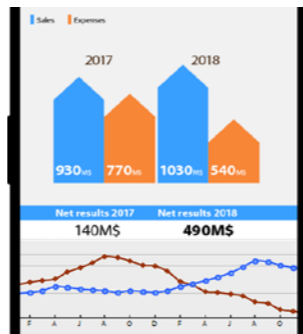 Sales Expenses
2017 2018
930M$ 770M$ 1030M$ 540M$
Net results 2017 Net results 2018
140M$ 490M$
F A J A O D F A J A O